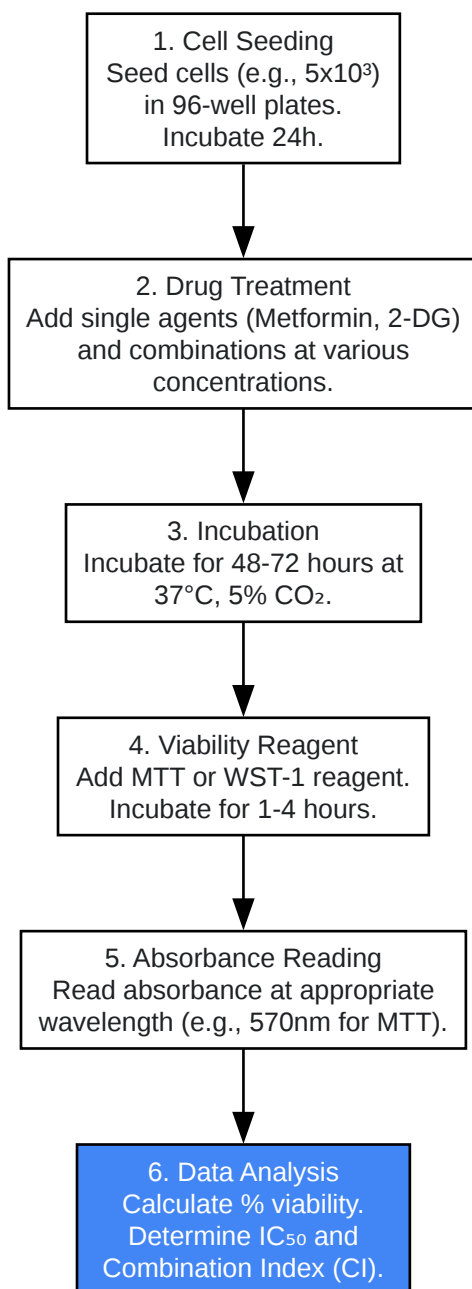 1. Cell Seeding
Seed cells (e.g., 5x10³)
in 96-well plates.
Incubate 24h.
2. Drug Treatment
Add single agents (Metformin, 2-DG)
and combinations at various
concentrations.
3. Incubation
Incubate for 48-72 hours at
37°C, 5% CO₂.
4. Viability Reagent
Add MTT or WST-1 reagent.
Incubate for 1-4 hours.
5. Absorbance Reading
Read absorbance at appropriate
wavelength (e.g., 570nm for MTT).
6. Data Analysis
Calculate % viability.
Determine IC₅₀ and
Combination Index (CI).